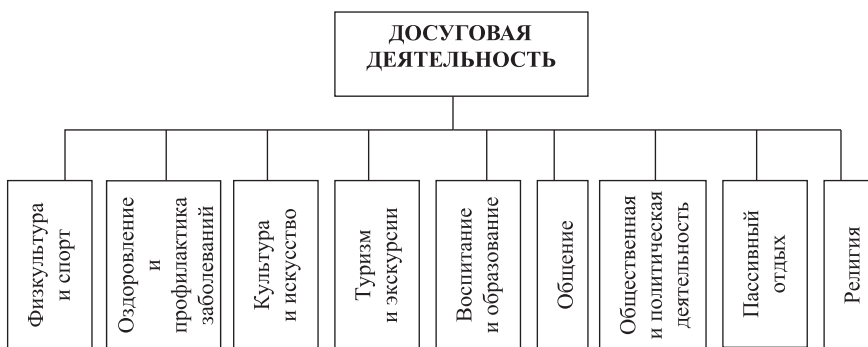 ДОСУГОВАЯ
ДЕЯТЕЛЬНОСТЬ
Физкультура
и спорт
Оздоровление
и
профилактика
заболеваний
Культура
и искусство
Туризм
и экскурсии
Воспитание
и образование
Общение
Общественная
и политическая
деятельность
Пассивный
отдых
Религия